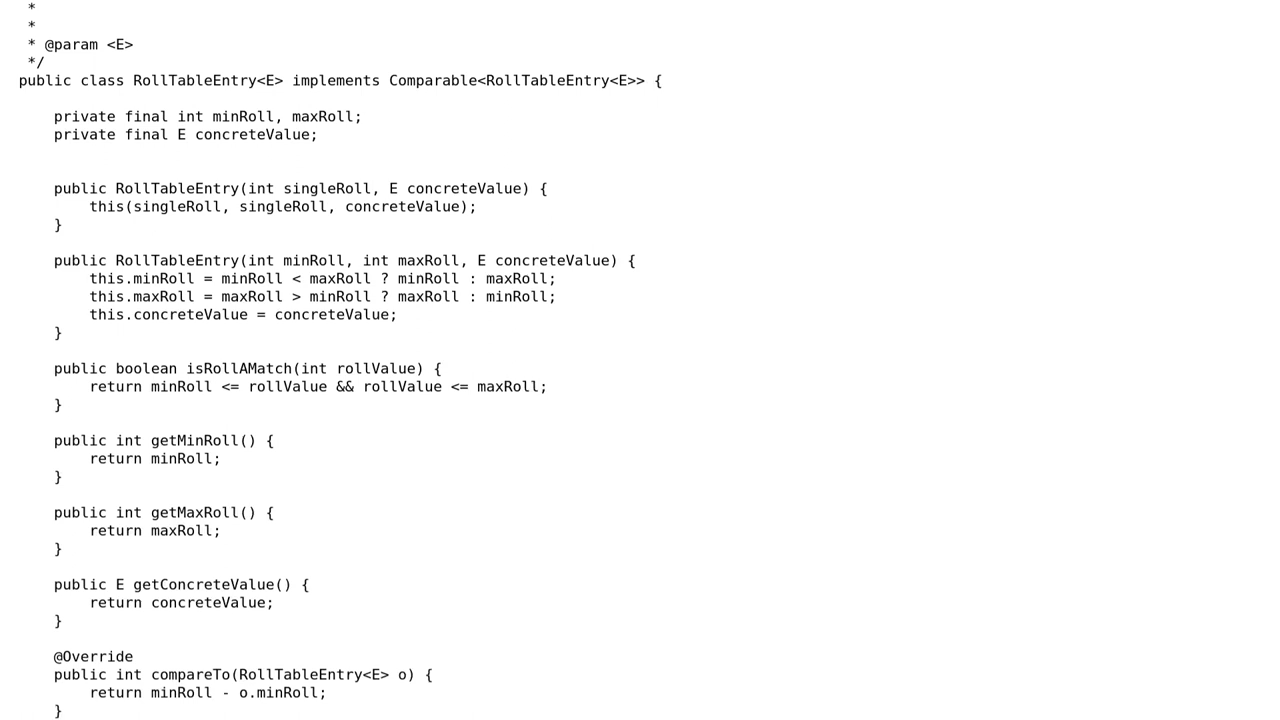 *
 *
 * @param <E>
 */
public class RollTableEntry<E> implements Comparable<RollTableEntry<E>> {

    private final int minRoll, maxRoll;
    private final E concreteValue;


    public RollTableEntry(int singleRoll, E concreteValue) {
        this(singleRoll, singleRoll, concreteValue);
    }

    public RollTableEntry(int minRoll, int maxRoll, E concreteValue) {
        this.minRoll = minRoll < maxRoll ? minRoll : maxRoll;
        this.maxRoll = maxRoll > minRoll ? maxRoll : minRoll;
        this.concreteValue = concreteValue;
    }

    public boolean isRollAMatch(int rollValue) {
        return minRoll <= rollValue && rollValue <= maxRoll;
    }

    public int getMinRoll() {
        return minRoll;
    }

    public int getMaxRoll() {
        return maxRoll;
    }

    public E getConcreteValue() {
        return concreteValue;
    }

    @Override
    public int compareTo(RollTableEntry<E> o) {
        return minRoll - o.minRoll;
    }